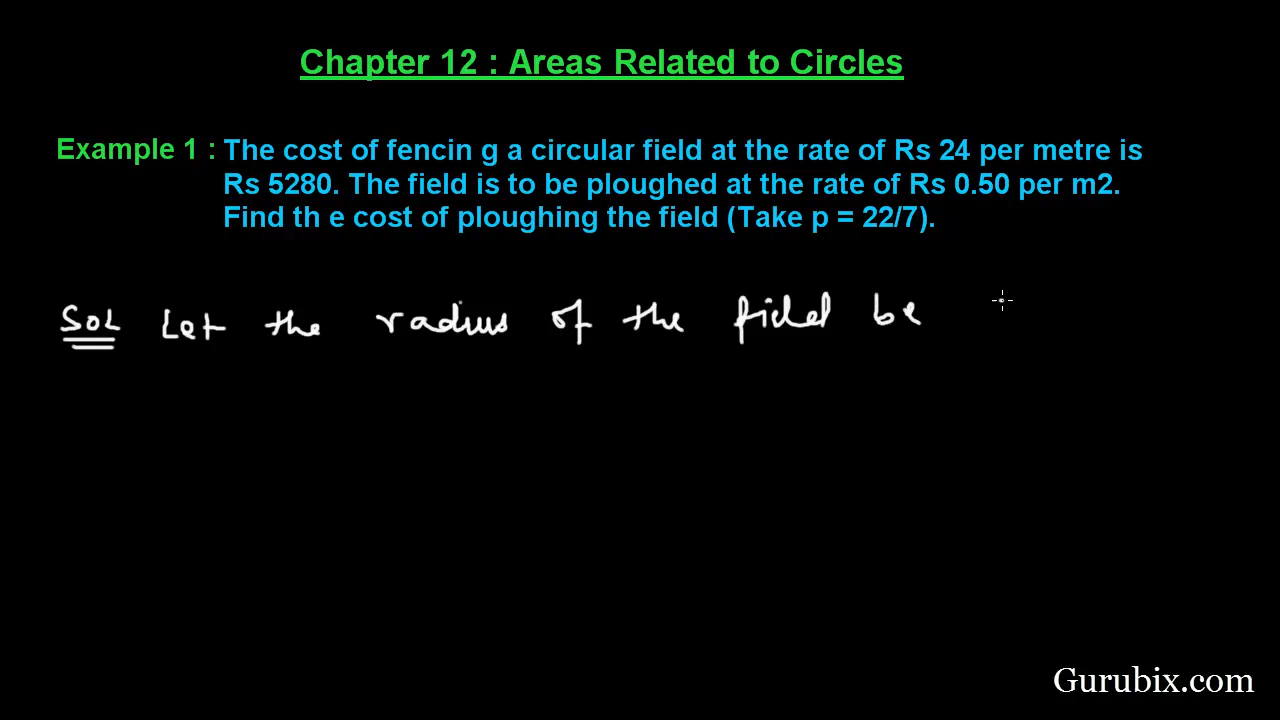 Chapter 12 : Areas Related to Circles
Example 1 : The cost of fencin g a circular field at the rate of Rs 24 per metre is
Rs 5280. The field is to be ploughed at the rate of Rs 0.50 per m2.
Find th e cost of ploughing the field (Take p = 22/7).
Sol Let the radius of the field be
Gurubix.com